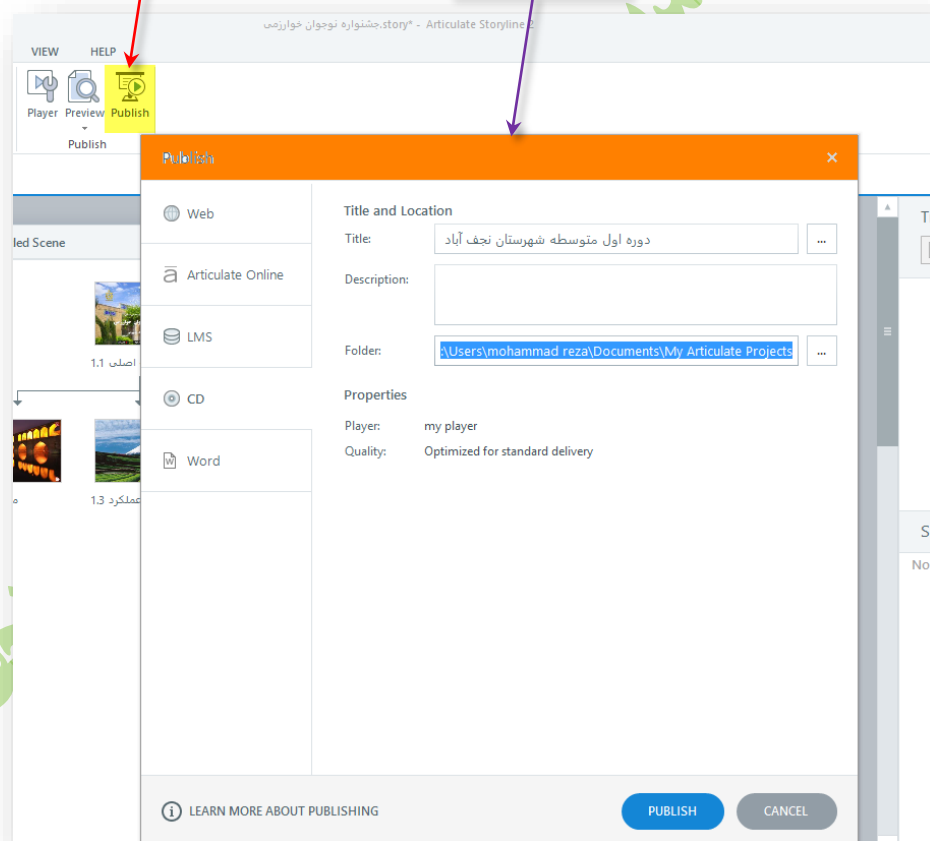 جشنواره نوجوان خوارزمی.story* - Articulate Storyline 2
VIEW HELP
Player Preview Publish
Publish
Publish
led Scene
اصلی 1.1
عملکرد 1.3
Web
Articulate Online
LMS
CD
Word
Title and Location
Title: دوره اول متوسطه شهرستان نجف آباد ...
Description:
Folder: :\Users\mohammad reza\Documents\My Articulate Projects ...
Properties
Player: my player
Quality: Optimized for standard delivery
LEARN MORE ABOUT PUBLISHING
PUBLISH CANCEL
T
S
No